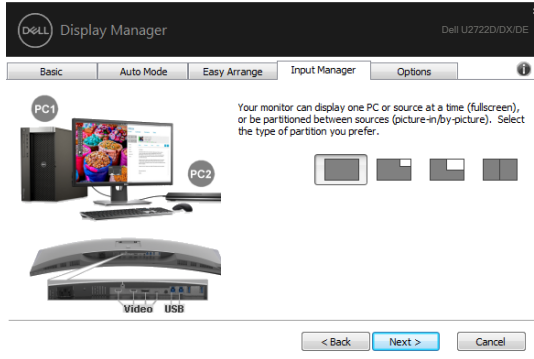 DELL Display Manager
Dell U2722D/DX/DE
Basic Auto Mode Easy Arrange Input Manager Options
PC1
Your monitor can display one PC or source at a time (fullscreen),
or be partitioned between sources (picture-in/by-picture). Select
the type of partition you prefer.
PC2
Video USB
< Back Next > Cancel